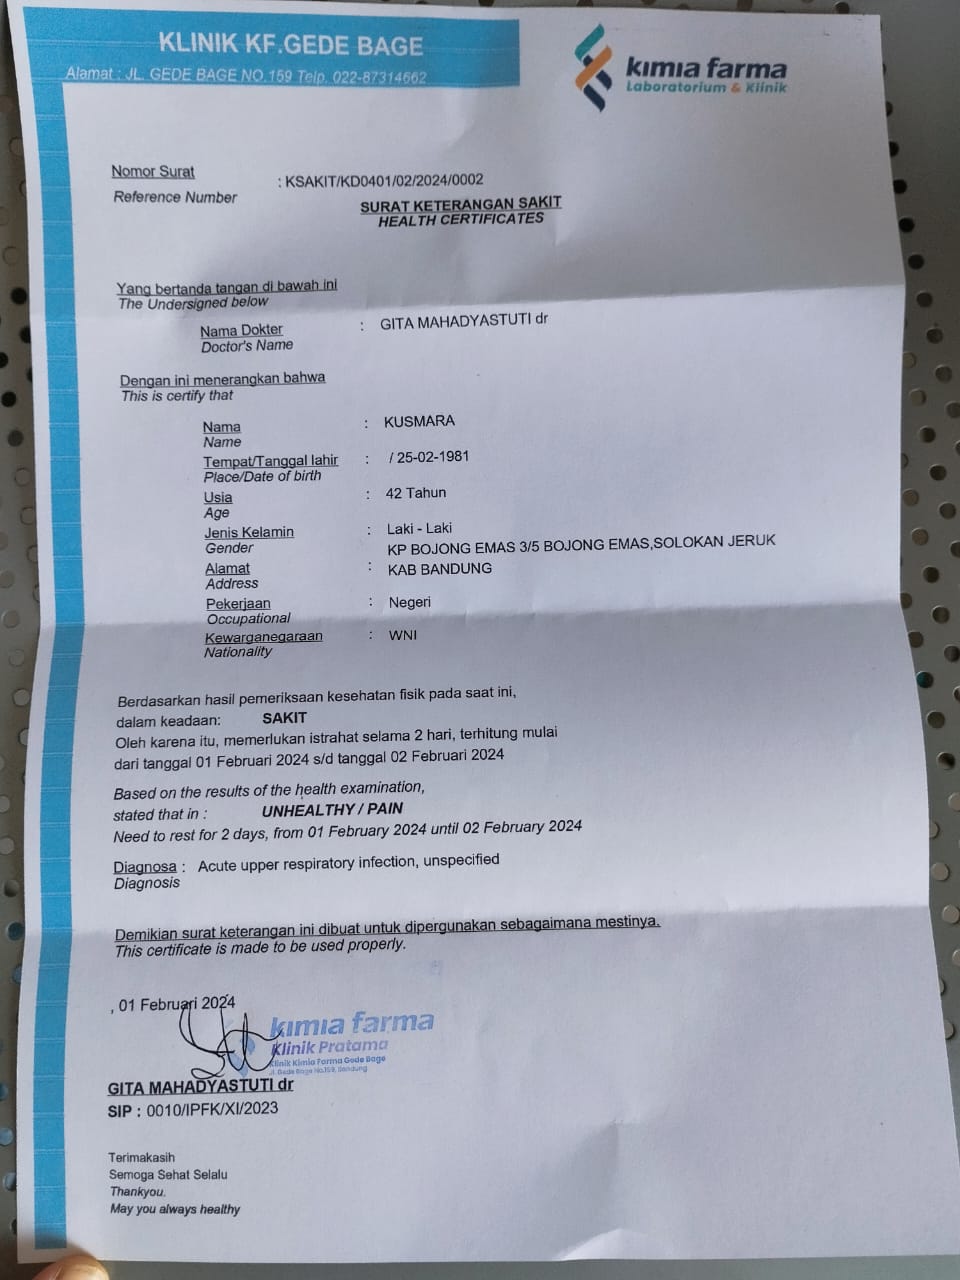 KLINIK KF.GEDE BAGE
Alamat : JL. GEDE BAGE NO.159 Telp. 022-87314662
kimia farma
Laboratorium & Klinik
Nomor Surat : KSAKIT/KD0401/02/2024/0002
Reference Number
SURAT KETERANGAN SAKIT
HEALTH CERTIFICATES
Yang bertanda tangan di bawah ini
The Undersigned below
Nama Dokter : GITA MAHADYASTUTI dr
Doctor's Name
Dengan ini menerangkan bahwa
This is certify that
Nama : KUSMARA
Name
Tempat/Tanggal lahir : / 25-02-1981
Place/Date of birth
Usia : 42 Tahun
Age
Jenis Kelamin : Laki - Laki
Gender
KP BOJONG EMAS 3/5 BOJONG EMAS,SOLOKAN JERUK
Alamat : KAB BANDUNG
Address
Pekerjaan : Negeri
Occupational
Kewarganegaraan : WNI
Nationality
Berdasarkan hasil pemeriksaan kesehatan fisik pada saat ini,
dalam keadaan: SAKIT
Oleh karena itu, memerlukan istrahat selama 2 hari, terhitung mulai
dari tanggal 01 Februari 2024 s/d tanggal 02 Februari 2024
Based on the results of the health examination,
stated that in : UNHEALTHY / PAIN
Need to rest for 2 days, from 01 February 2024 until 02 February 2024
Diagnosa : Acute upper respiratory infection, unspecified
Diagnosis
Demikian surat keterangan ini dibuat untuk dipergunakan sebagaimana mestinya.
This certificate is made to be used properly.
, 01 Februari 2024
kimia farma
Klinik Pratama
Klinik Kimia Farma Gede Bage
Jl. Gede Bage No.159, Bandung
GITA MAHADYASTUTI dr
SIP : 0010/IPFK/XI/2023
Terimakasih
Semoga Sehat Selalu
Thankyou.
May you always healthy